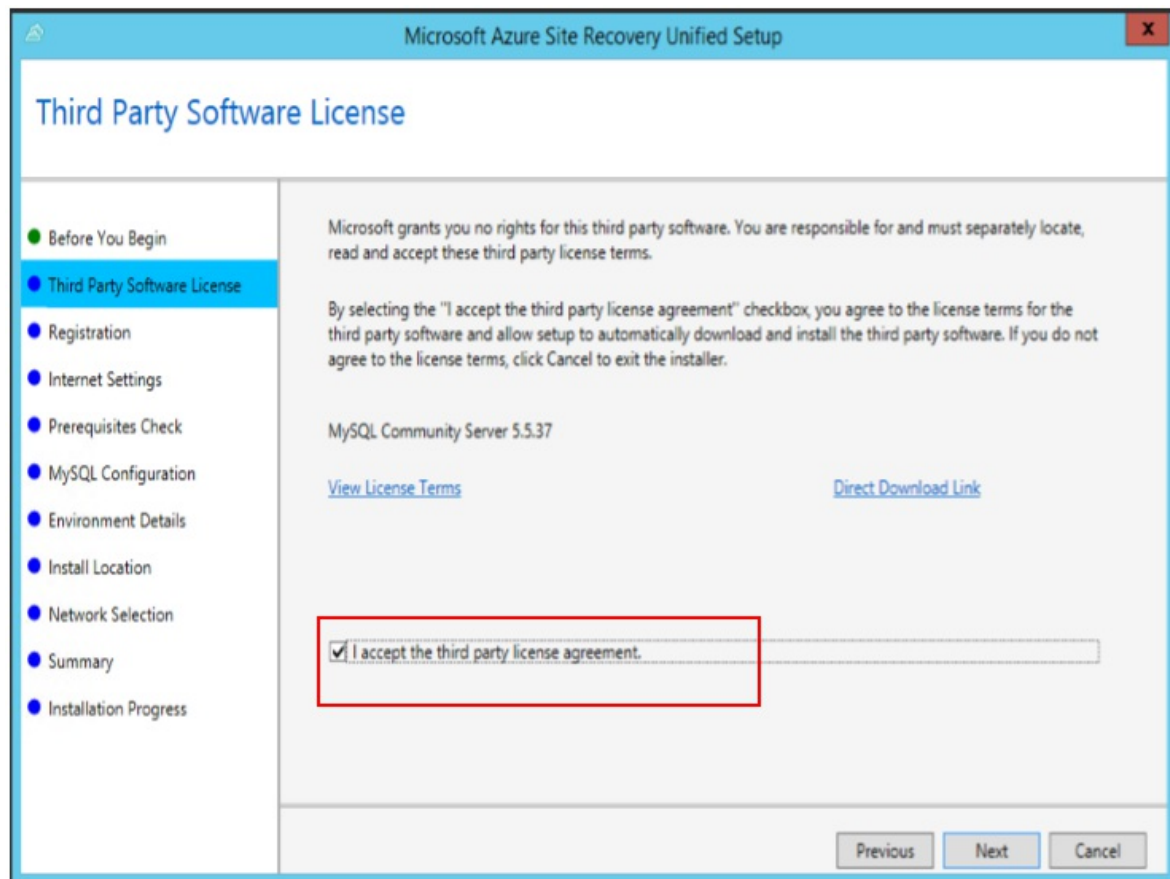 Microsoft Azure Site Recovery Unified Setup
x
Third Party Software License
Before You Begin
Third Party Software License
Registration
Internet Settings
Prerequisites Check
MySQL Configuration
Environment Details
Install Location
Network Selection
Summary
Installation Progress
Microsoft grants you no rights for this third party software. You are responsible for and must separately locate,
read and accept these third party license terms.
By selecting the "I accept the third party license agreement" checkbox, you agree to the license terms for the
third party software and allow setup to automatically download and install the third party software. If you do not
agree to the license terms, click Cancel to exit the installer.
MySQL Community Server 5.5.37
View License Terms
Direct Download Link
I accept the third party license agreement.
Previous
Next
Cancel